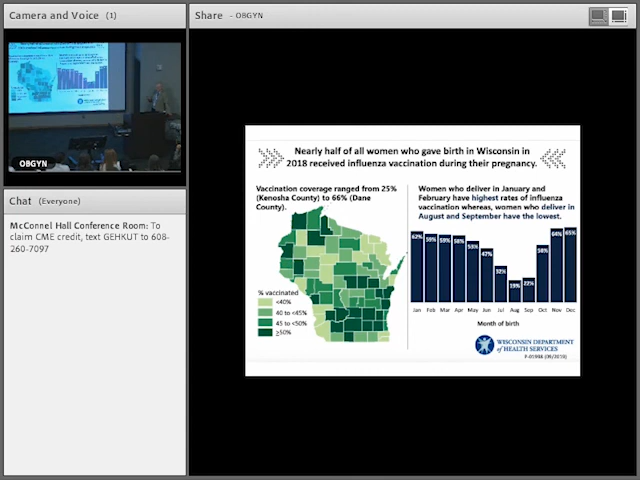 Camera and Voice (1)
OBGYN
Chat (Everyone)
McConnel Hall Conference Room: To
claim CME credit, text GEHKUT to 608-
260-7097
Share - OBGYN
Nearly half of all women who gave birth in Wisconsin in
2018 received influenza vaccination during their pregnancy.
Vaccination coverage ranged from 25%
(Kenosha County) to 66% (Dane
County).
% vaccinated
<40%
40 to <45%
45 to <50%
≥50%
Women who deliver in January and
February have highest rates of influenza
vaccination whereas, women who deliver in
August and September have the lowest.
62% 59% 59% 58% 53% 47% 32% 19% 22% 50% 64% 65%
Jan Feb Mar Apr May Jun Jul Aug Sep Oct Nov Dec
Month of birth
WISCONSIN DEPARTMENT
of HEALTH SERVICES